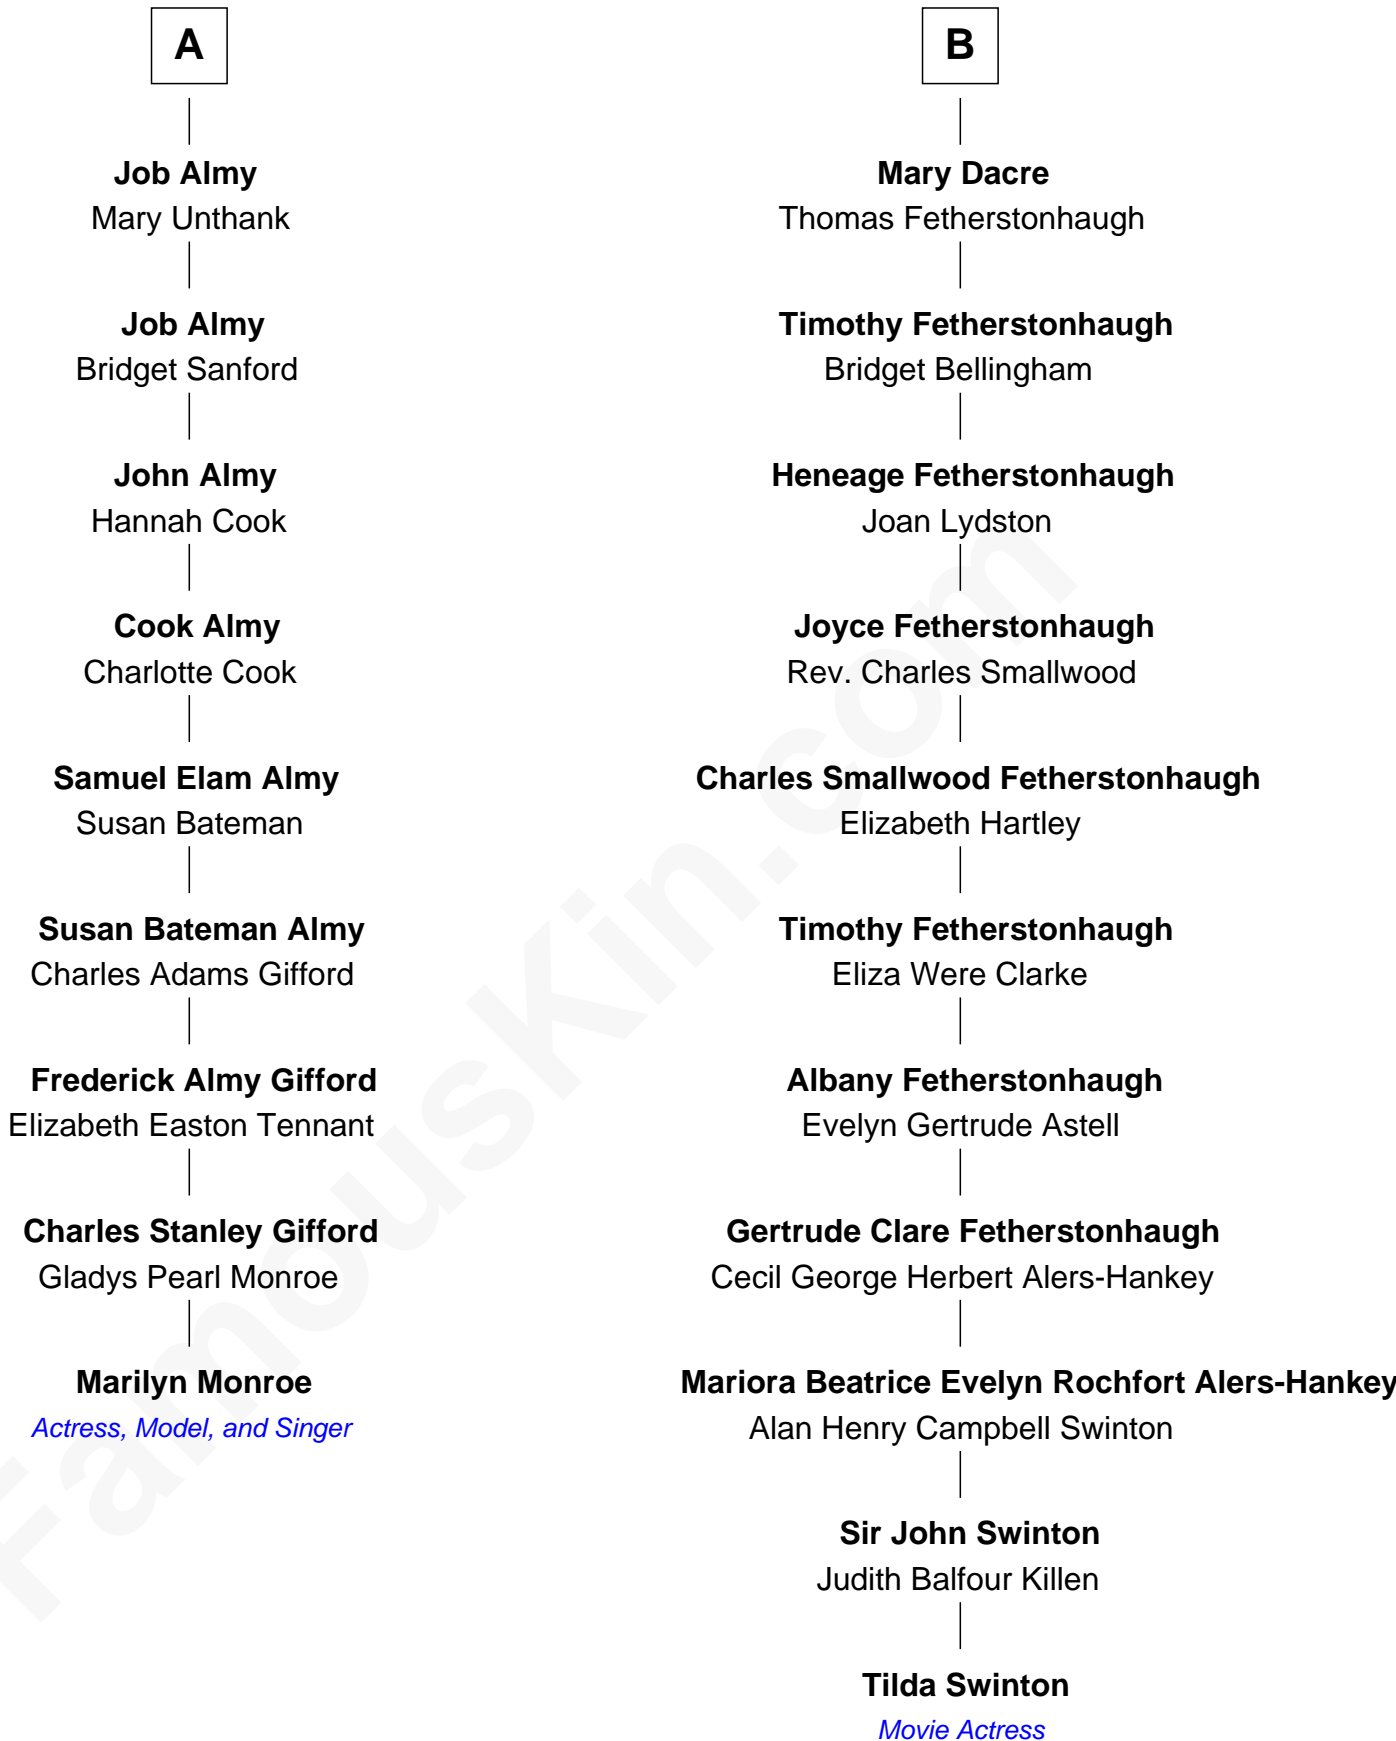 A
Job Almy
Mary Unthank
Job Almy
Bridget Sanford
John Almy
Hannah Cook
Cook Almy
Charlotte Cook
Samuel Elam Almy
Susan Bateman
Susan Bateman Almy
Charles Adams Gifford
Frederick Almy Gifford
Elizabeth Easton Tennant
Charles Stanley Gifford
Gladys Pearl Monroe
Marilyn Monroe
Actress, Model, and Singer
B
Mary Dacre
Thomas Fetherstonhaugh
Timothy Fetherstonhaugh
Bridget Bellingham
Heneage Fetherstonhaugh
Joan Lydston
Joyce Fetherstonhaugh
Rev. Charles Smallwood
Charles Smallwood Fetherstonhaugh
Elizabeth Hartley
Timothy Fetherstonhaugh
Eliza Were Clarke
Albany Fetherstonhaugh
Evelyn Gertrude Astell
Gertrude Clare Fetherstonhaugh
Cecil George Herbert Alers-Hankey
Mariora Beatrice Evelyn Rochfort Alers-Hankey
Alan Henry Campbell Swinton
Sir John Swinton
Judith Balfour Killen
Tilda Swinton
Movie Actress
FamousKin.com